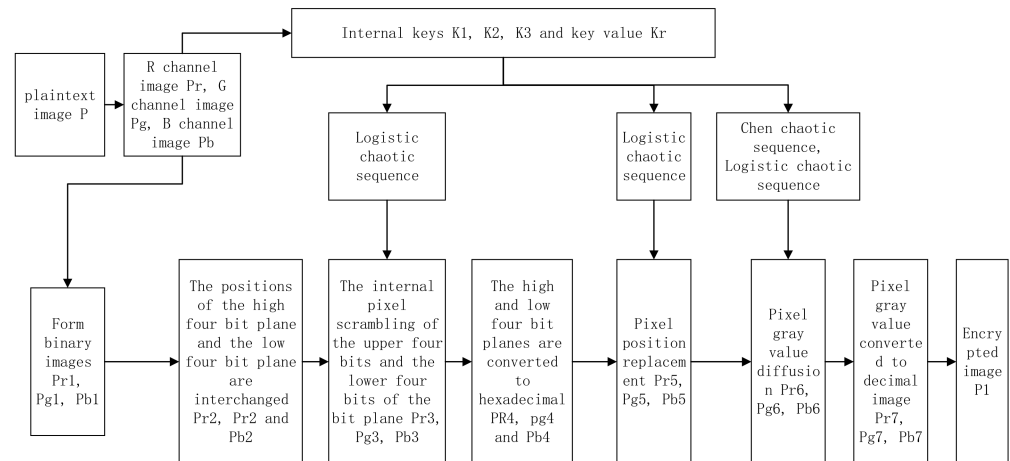 Internal keys K1, K2, K3 and key value Kr
plaintext
image P
R channel
image Pr, G
channel image
Pg, B channel
image Pb
Logistic
chaotic
sequence
Logistic
chaotic
sequence
Chen chaotic
sequence,
Logistic chaotic
sequence
Form
binary
images
Pr1,
Pg1, Pb1
The positions
of the high
four bit plane
and the low
four bit plane
are
interchanged
Pr2, Pr2 and
Pb2
The internal
pixel
scrambling of
the upper four
bits and the
lower four
bits of the
bit plane Pr3,
Pg3, Pb3
The high
and low
four bit
planes are
converted
to
hexadecimal
PR4, pg4
and Pb4
Pixel
position
replacem
ent Pr5,
Pg5, Pb5
Pixel
gray
value
diffusio
n Pr6,
Pg6, Pb6
Pixel
gray
value
converte
d to
decimal
image
Pr7,
Pg7, Pb7
Encrypted
image
P1